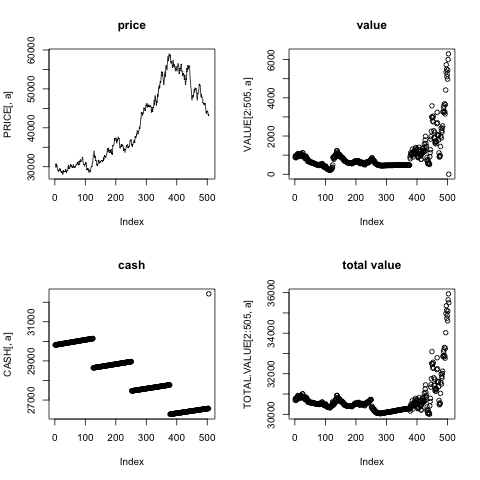 price
PRICE[, a]
30000 40000 50000 60000
0 100 200 300 400 500
Index
value
VALUE[2:505, a]
0 2000 4000 6000
0 100 200 300 400 500
Index
cash
CASH[, a]
27000 29000 31000
0 100 200 300 400 500
Index
total value
TOTAL.VALUE[2:505, a]
30000 32000 34000 36000
0 100 200 300 400 500
Index